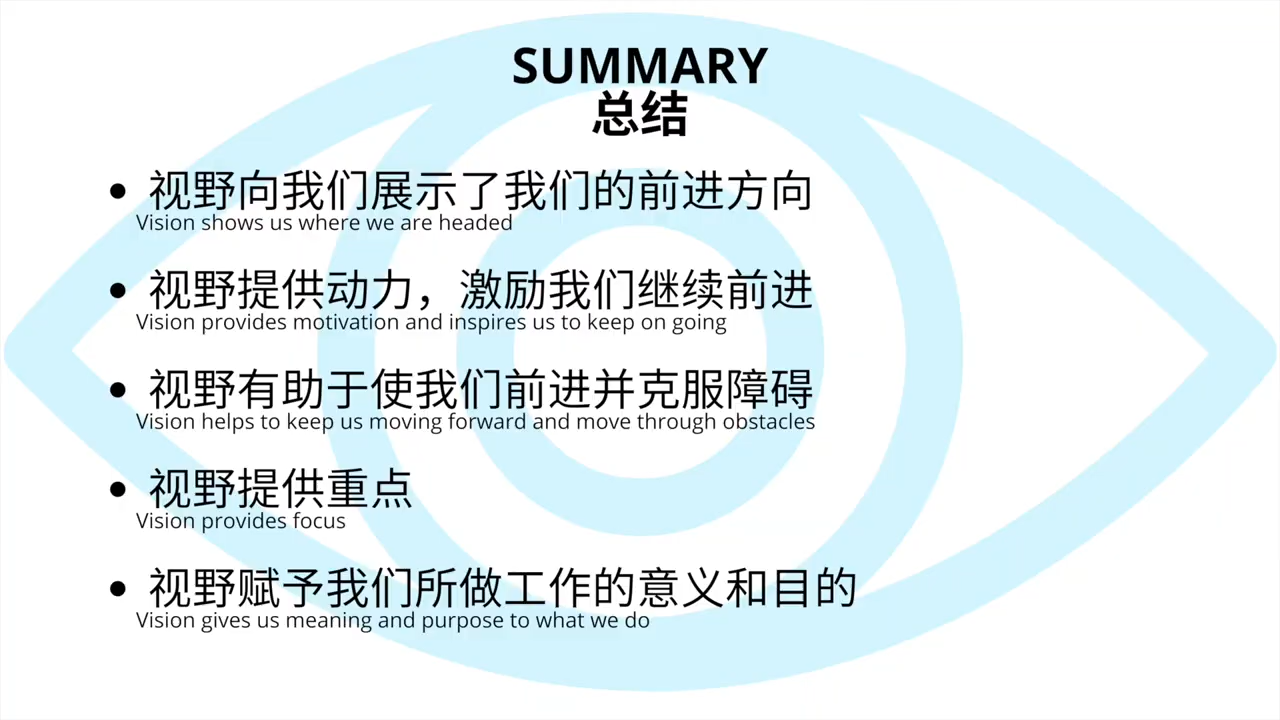 SUMMARY
总结
• 视野向我们展示了我们的前进方向
Vision shows us where we are headed
• 视野提供动力，激励我们继续前进
Vision provides motivation and inspires us to keep on going
• 视野有助于使我们前进并克服障碍
Vision helps to keep us moving forward and move through obstacles
• 视野提供重点
Vision provides focus
• 视野赋予我们所做工作的意义和目的
Vision gives us meaning and purpose to what we do